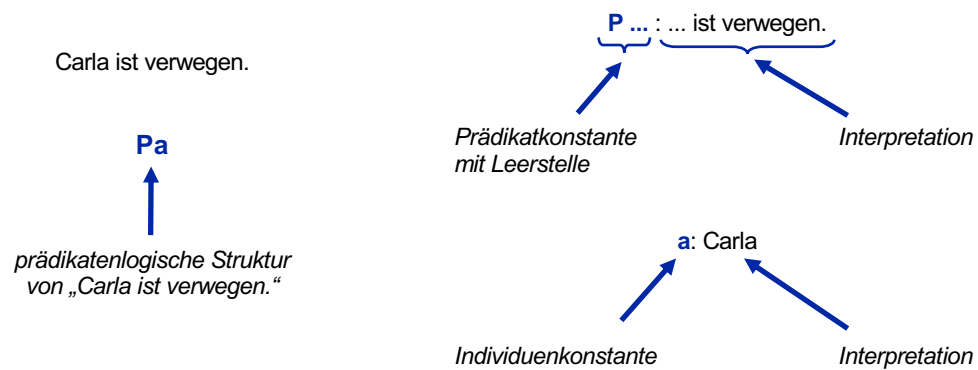 Carla ist verwegen.
Pa
prädikatenlogische Struktur
von „Carla ist verwegen.“
P ... : ... ist verwegen.
Prädikatkonstante
mit Leerstelle
Interpretation
a: Carla
Individuenkonstante
Interpretation